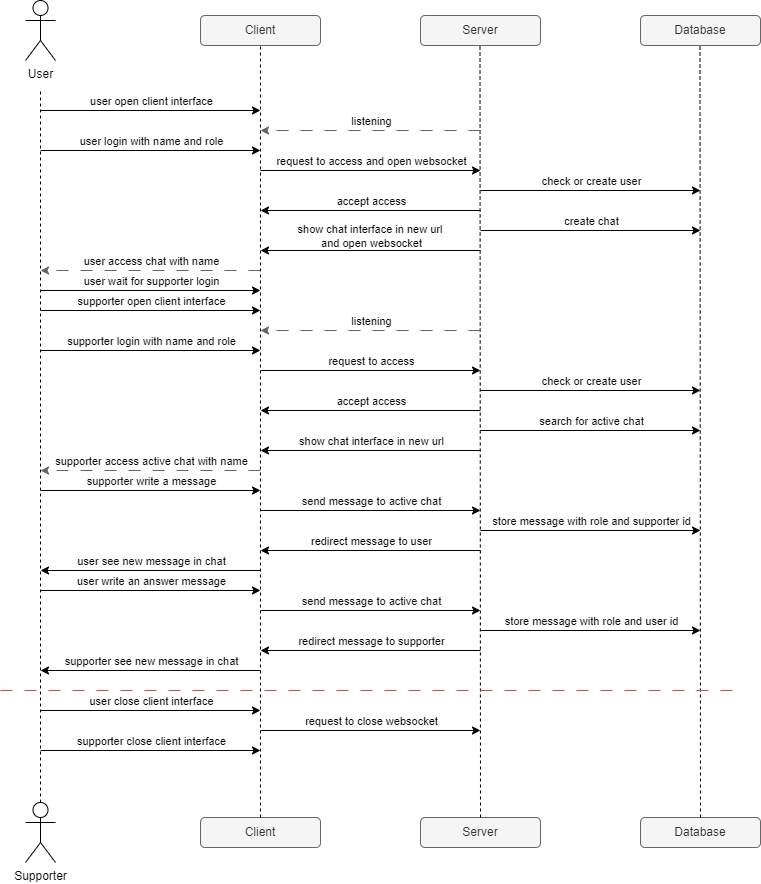 Client
Server
Database
User
user open client interface
listening
user login with name and role
request to access and open websocket
check or create user
accept access
create chat
show chat interface in new url
and open websocket
user access chat with name
user wait for supporter login
supporter open client interface
listening
supporter login with name and role
request to access
check or create user
accept access
search for active chat
show chat interface in new url
supporter access active chat with name
supporter write a message
send message to active chat
store message with role and supporter id
redirect message to user
user see new message in chat
user write an answer message
send message to active chat
store message with role and user id
redirect message to supporter
supporter see new message in chat
user close client interface
request to close websocket
supporter close client interface
Client
Server
Database
Supporter